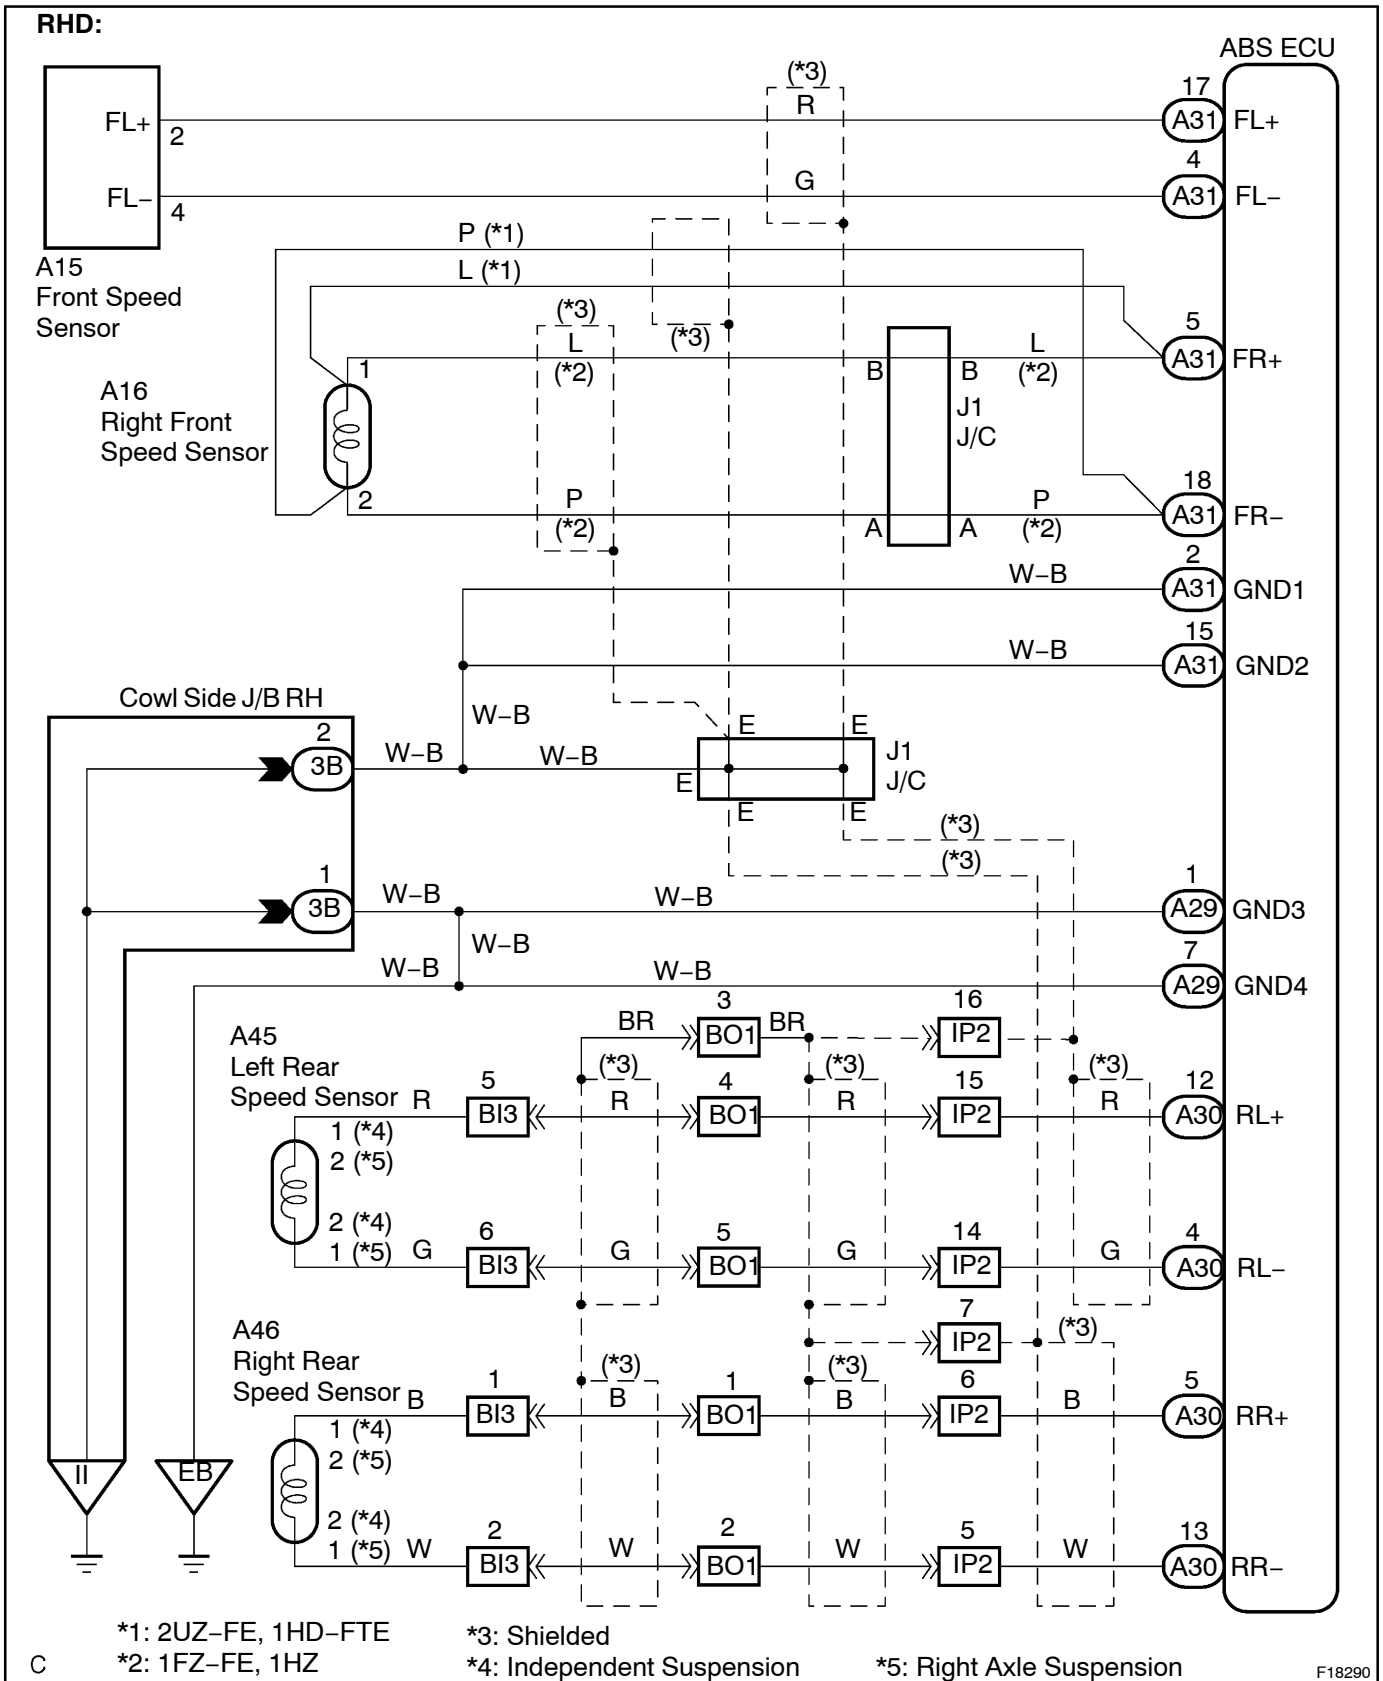 RHD:
ABS ECU
(*3)
17
R
FL+
2
A31
FL+
4
G
FL−
4
A31
FL−
P (*1)
A15
Front Speed
Sensor
L (*1)
(*3)
(*3)
5
L
(*2)
L
(*2)
1
B
B
A31
FR+
A16
Right Front
Speed Sensor
J1
J/C
18
2
P
(*2)
P
(*2)
A
A
A31
FR−
2
W−B
A31
GND1
15
W−B
A31
GND2
Cowl Side J/B RH
W−B
2
3B
W−B
W−B
E
E
E
E
E
J1
J/C
(*3)
(*3)
1
3B
W−B
W−B
1
A29
GND3
W−B
7
W−B
W−B
A29
GND4
3
16
BR
BO1
BR
IP2
A45
Left Rear
Speed Sensor
(*3)
(*3)
(*3)
R
5
BI3
R
4
BO1
R
15
IP2
R
12
A30
RL+
1 (*4)
2 (*5)
2 (*4)
1 (*5)
G
6
BI3
G
5
BO1
G
14
IP2
G
4
A30
RL−
7
IP2
(*3)
A46
Right Rear
Speed Sensor
(*3)
(*3)
B
1
BI3
B
1
BO1
B
6
IP2
B
5
A30
RR+
1 (*4)
2 (*5)
II
EB
2 (*4)
1 (*5)
W
2
BI3
W
2
BO1
W
5
IP2
W
13
A30
RR−
*1: 2UZ−FE, 1HD−FTE
*3: Shielded
C
*2: 1FZ−FE, 1HZ
*4: Independent Suspension
*5: Right Axle Suspension
F18290